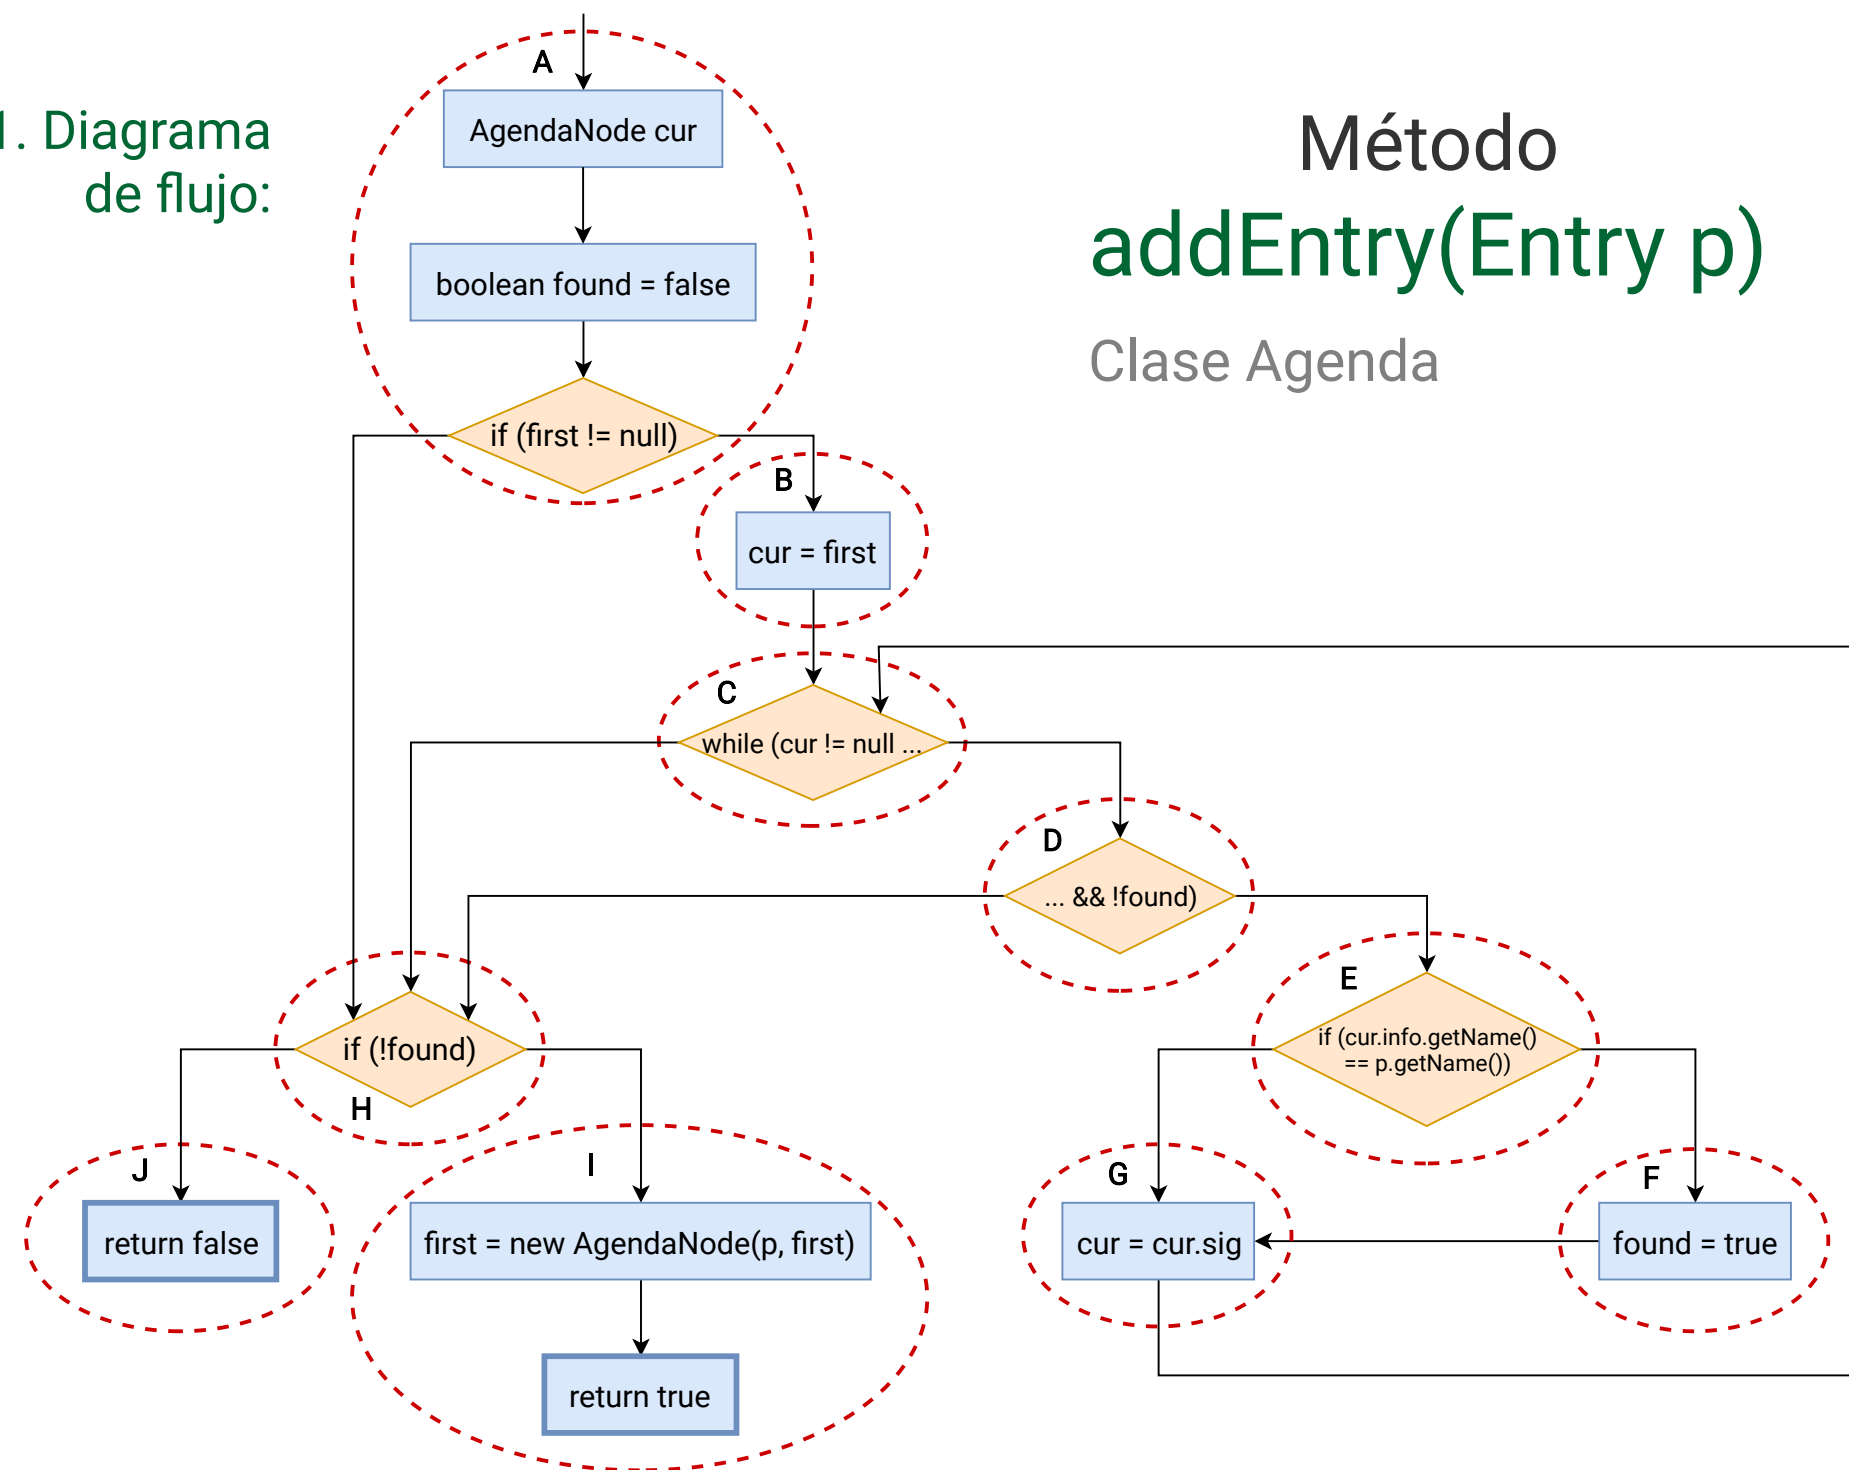 1. Diagrama
de flujo:
Método
addEntry(Entry p)
Clase Agenda
A
AgendaNode cur
boolean found = false
if (first != null)
B
cur = first
C
while (cur != null ...
D
... && !found)
E
if (cur.info.getName()
== p.getName())
if (!found)
H
J
return false
I
first = new AgendaNode(p, first)
return true
G
cur = cur.sig
F
found = true